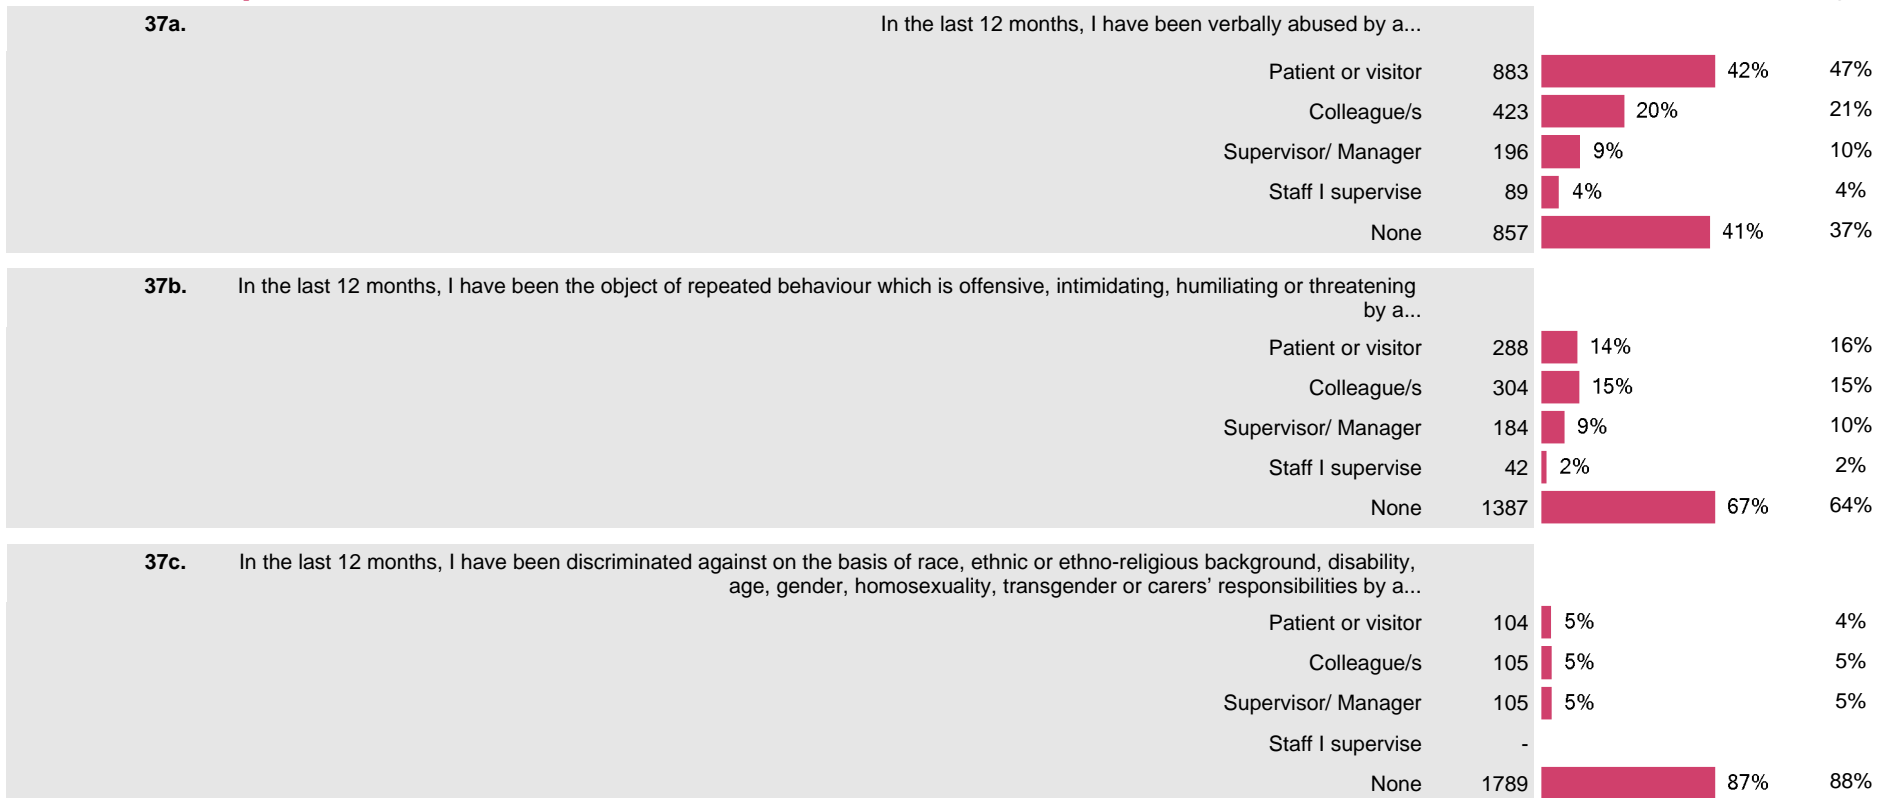 37a. In the last 12 months, I have been verbally abused by a...
Patient or visitor 883 42% 47%
Colleague/s 423 20% 21%
Supervisor/ Manager 196 9% 10%
Staff I supervise 89 4% 4%
None 857 41% 37%
37b. In the last 12 months, I have been the object of repeated behaviour which is offensive, intimidating, humiliating or threatening
by a...
Patient or visitor 288 14% 16%
Colleague/s 304 15% 15%
Supervisor/ Manager 184 9% 10%
Staff I supervise 42 2% 2%
None 1387 67% 64%
37c. In the last 12 months, I have been discriminated against on the basis of race, ethnic or ethno-religious background, disability,
age, gender, homosexuality, transgender or carers’ responsibilities by a...
Patient or visitor 104 5% 4%
Colleague/s 105 5% 5%
Supervisor/ Manager 105 5% 5%
Staff I supervise -
None 1789 87% 88%